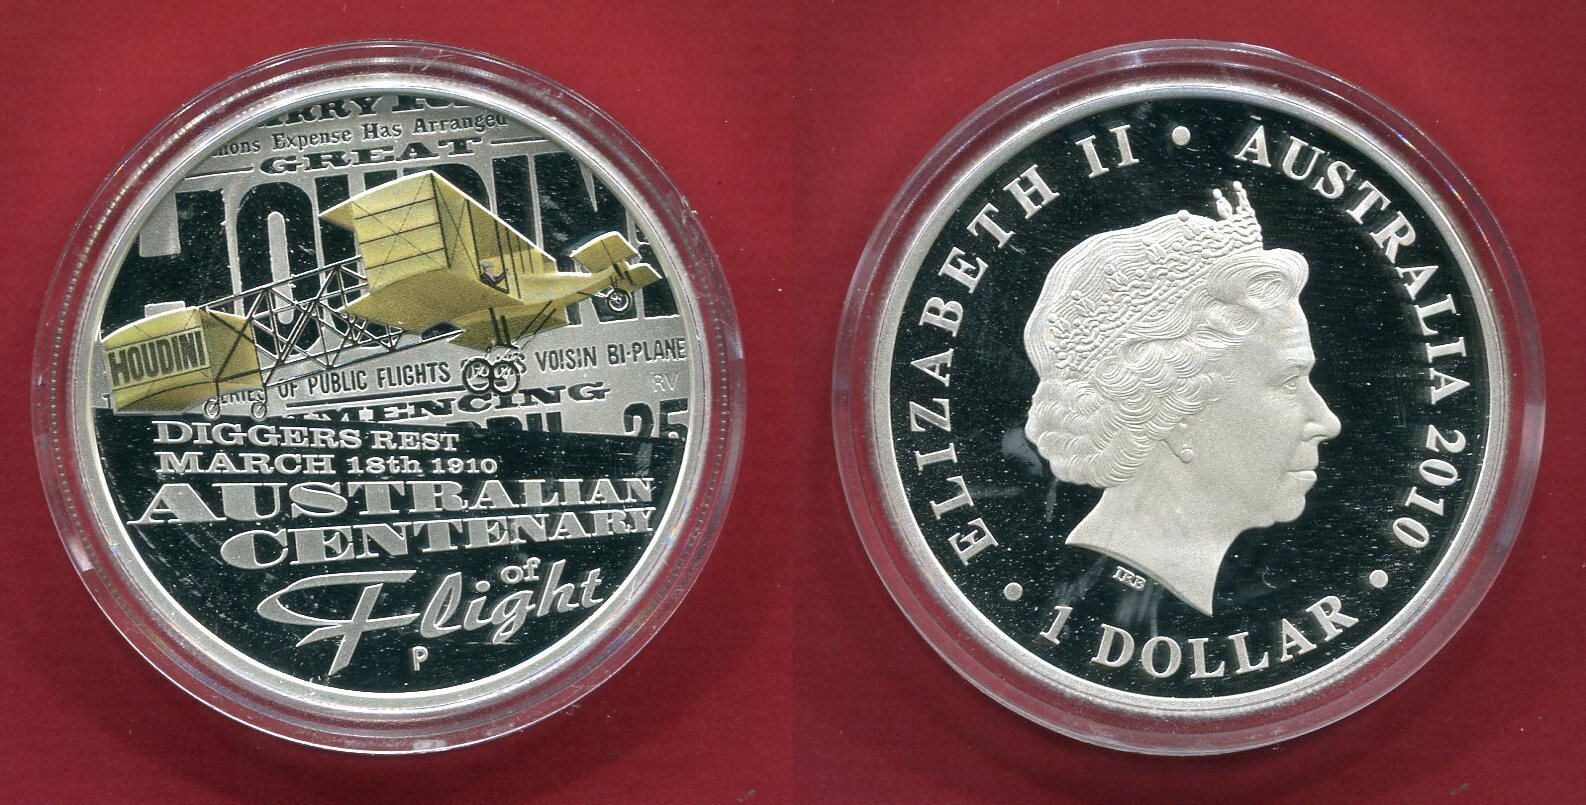 Expense Has Arranged
GREAT
HOUDINI
HOUDINI
OF PUBLIC FLIGHTS VOISIN BI-PLANE
RV
25
DIGGERS REST
MARCH 18th 1910
AUSTRALIAN
CENTENARY
of
Flight
P
ELIZABETH II • AUSTRALIA 2010
IRB
• 1 DOLLAR •